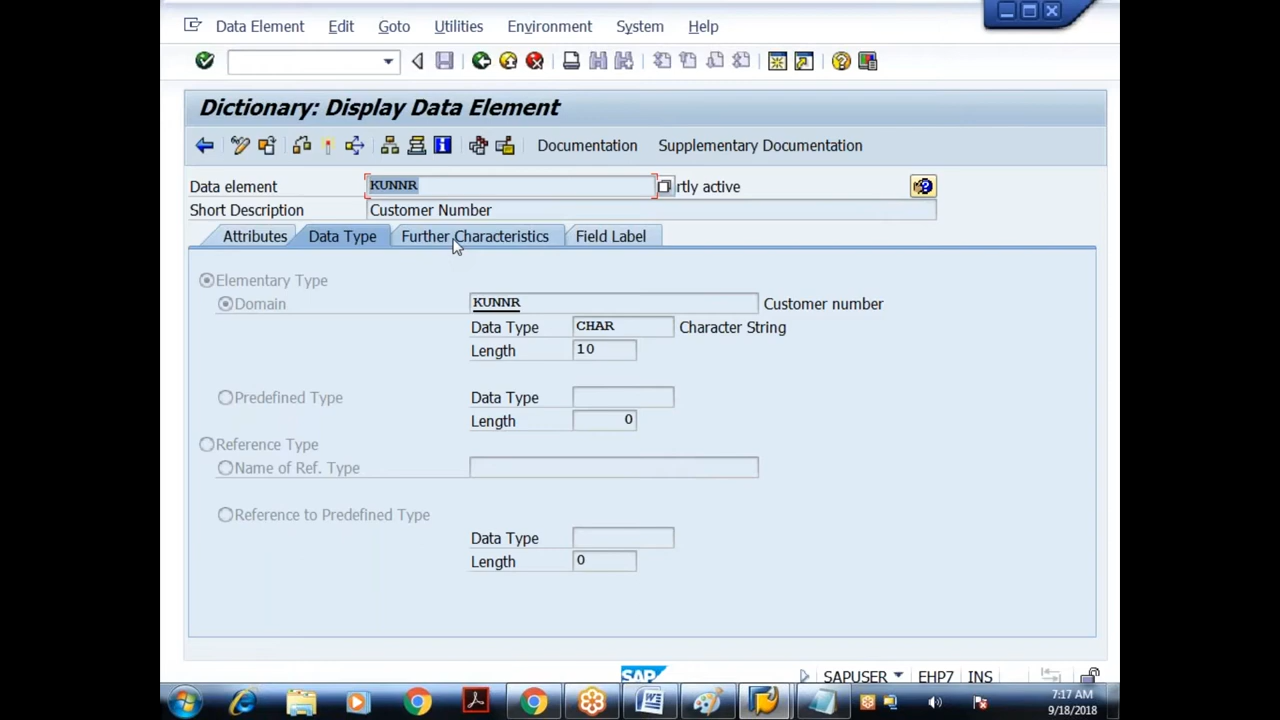 Data Element Edit Goto Utilities Environment System Help
Dictionary: Display Data Element
Documentation Supplementary Documentation
Data element KUNNR rtly active
Short Description Customer Number
Attributes Data Type Further Characteristics Field Label
Elementary Type
Domain KUNNR Customer number
Data Type CHAR Character String
Length 10
Predefined Type Data Type
Length 0
Reference Type
Name of Ref. Type
Reference to Predefined Type
Data Type
Length 0
SAP SAPUSER EHP7 INS
7:17 AM
9/18/2018